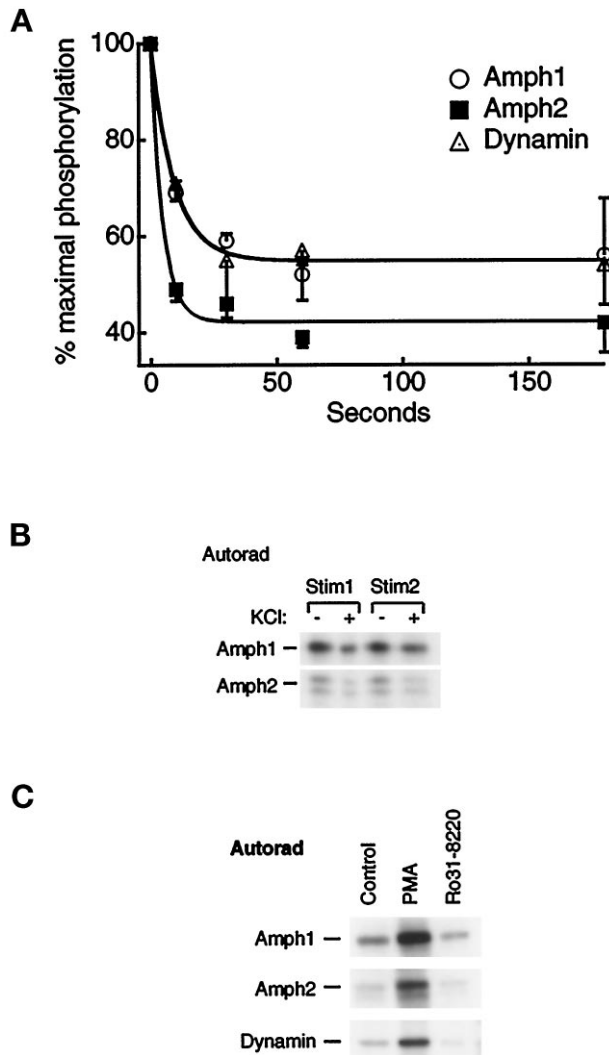 A
% maximal phosphorylation
100
80
60
40
0
50
100
150
Seconds
Amph1
Amph2
Dynamin
B
Autorad
Stim1 Stim2
KCl: - + - +
Amph1
Amph2
C
Autorad
Control
PMA
Ro31-8220
Amph1
Amph2
Dynamin